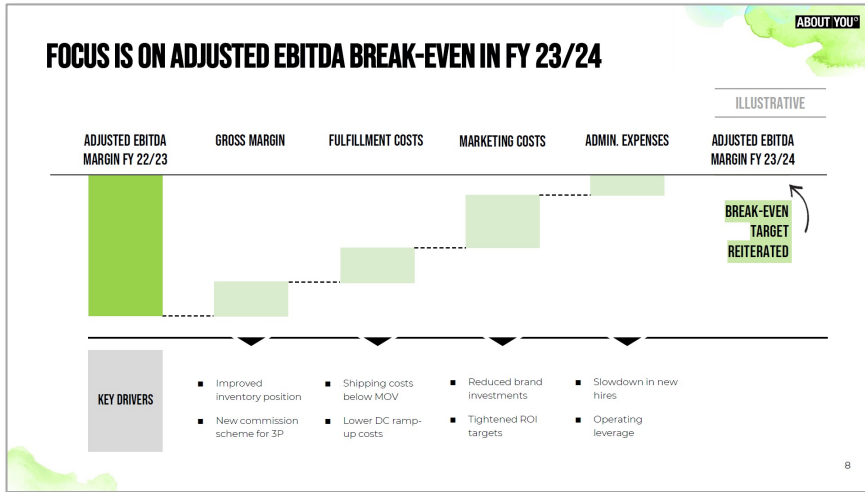 ABOUT YOU°
FOCUS IS ON ADJUSTED EBITDA BREAK-EVEN IN FY 23/24
ILLUSTRATIVE
ADJUSTED EBITDA
MARGIN FY 22/23
GROSS MARGIN
FULFILLMENT COSTS
MARKETING COSTS
ADMIN. EXPENSES
ADJUSTED EBITDA
MARGIN FY 23/24
BREAK-EVEN
TARGET
REITERATED
KEY DRIVERS
■ Improved
inventory position
■ New commission
scheme for 3P
■ Shipping costs
below MOV
■ Lower DC ramp-
up costs
■ Reduced brand
investments
■ Tightened ROI
targets
■ Slowdown in new
hires
■ Operating
leverage
8